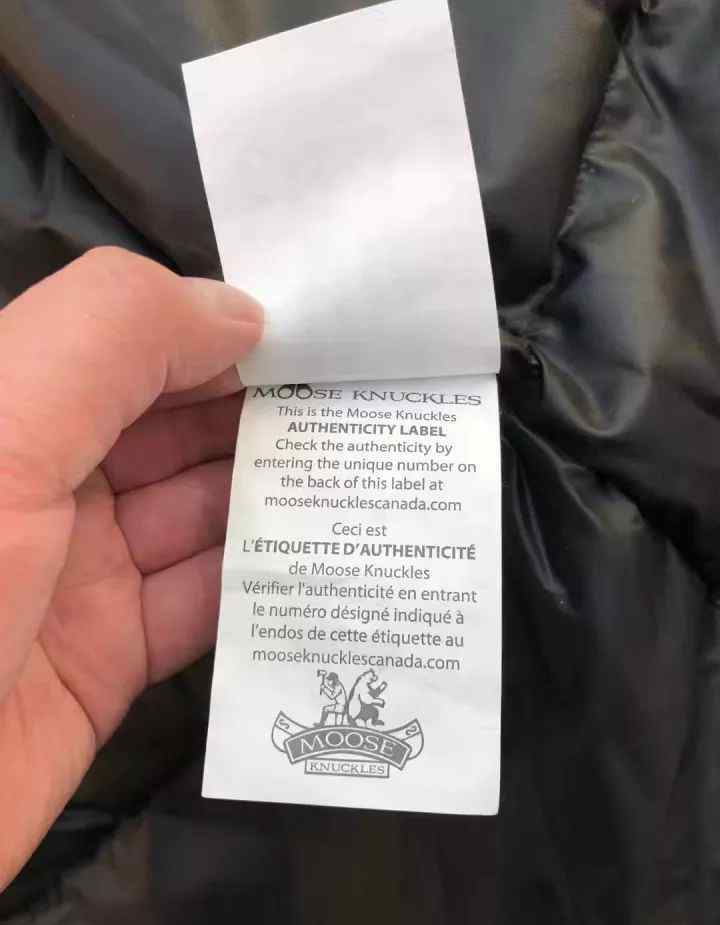 MOOSE KNUCKLES
This is the Moose Knuckles
AUTHENTICITY LABEL
Check the authenticity by
entering the unique number on
the back of this label at
mooseknucklescanada.com
Ceci est
L'ÉTIQUETTE D'AUTHENTICITÉ
de Moose Knuckles
Vérifier l'authenticité en entrant
le numéro désigné indiqué à
l'endos de cette étiquette au
mooseknucklescanada.com
MOOSE
KNUCKLES